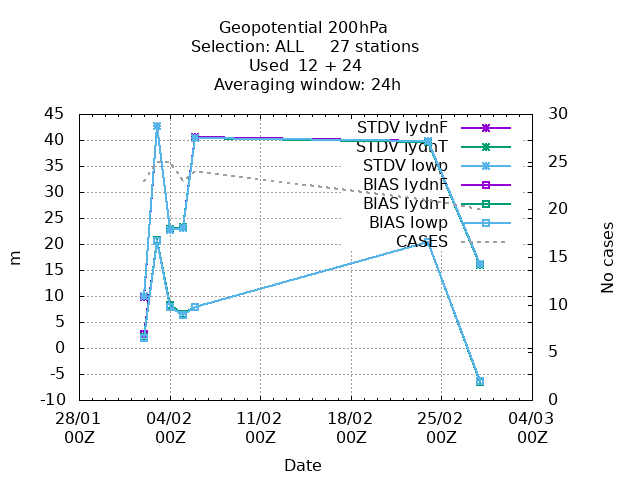 Geopotential 200hPa
Selection: ALL 27 stations
Used 12 + 24
Averaging window: 24h
45
40
35
30
25
20
15
10
5
0
-5
-10
m
STDV lydnF
STDV lydnT
STDV lowp
BIAS lydnF
BIAS lydnT
BIAS lowp
CASES
30
25
20
15
10
5
0
No cases
28/01 04/02 11/02 18/02 25/02 04/03
00Z 00Z 00Z 00Z 00Z 00Z
Date